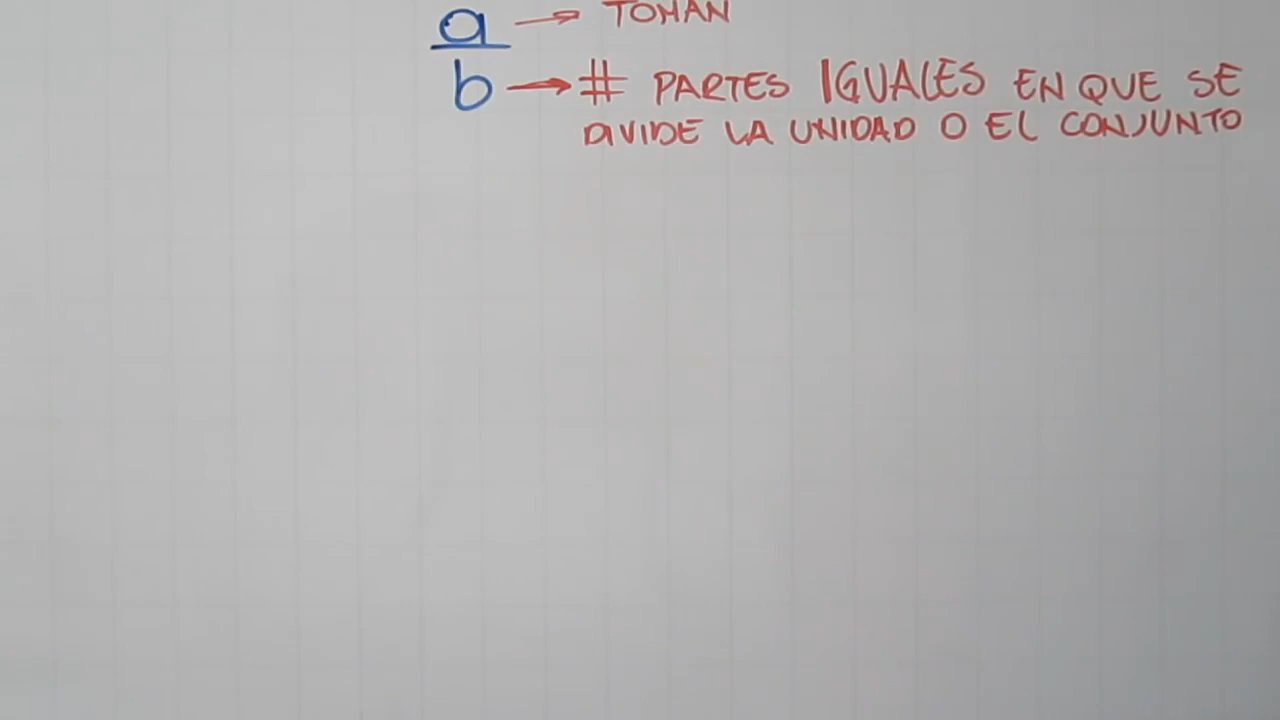 a → TOMAN
b → # PARTES IGUALES EN QUE SE
DIVIDE LA UNIDAD O EL CONJUNTO